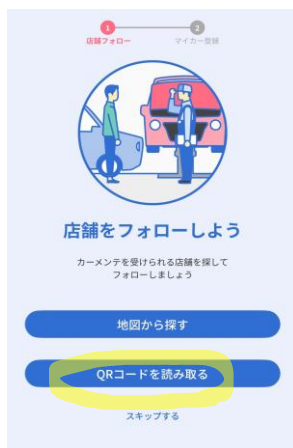 1
2
店舗フォロー
マイカー登録
店舗をフォローしよう
カーメンテを受けられる店舗を探して
フォローしましょう
地図から探す
QRコードを読み取る
スキップする